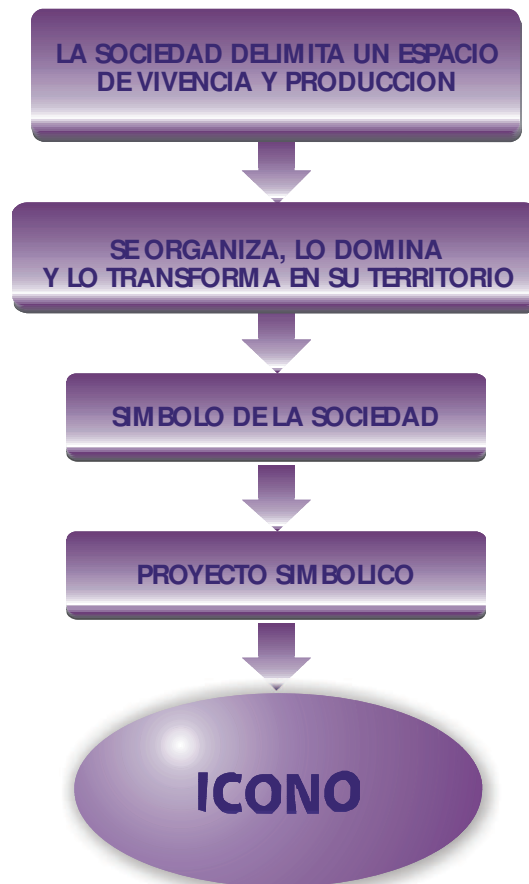 LA SOCIEDAD DELIMITA UN ESPACIO
DE VIVENCIA Y PRODUCCION
SE ORGANIZA, LO DOMINA
Y LO TRANSFORMA EN SU TERRITORIO
SIMBOLO DE LA SOCIEDAD
PROYECTO SIMBOLICO
ICONO